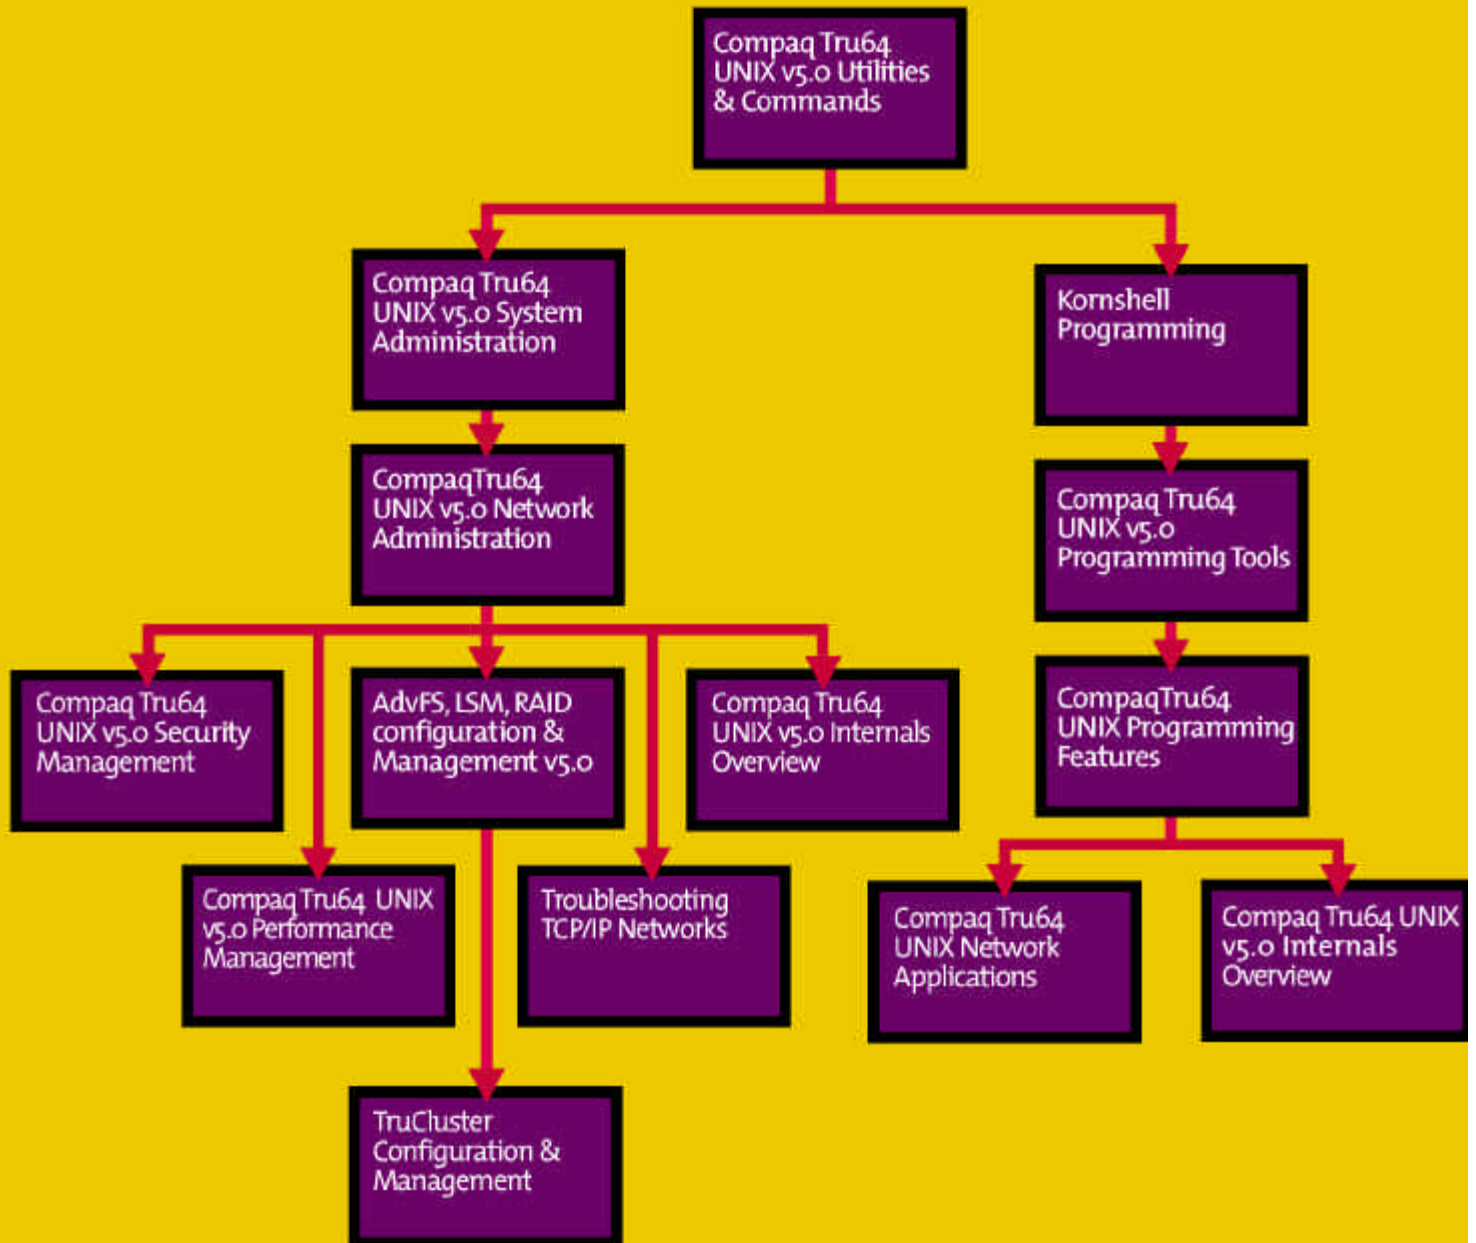 Compaq Tru64
UNIX v5.0 Utilities
& Commands
Compaq Tru64
UNIX v5.0 System
Administration
Kornshell
Programming
CompaqTru64
UNIX v5.0 Network
Administration
Compaq Tru64
UNIX v5.0
Programming Tools
Compaq Tru64
UNIX v5.0 Security
Management
AdvFS, LSM, RAID
configuration &
Management v5.0
Compaq Tru64
UNIX v5.0 Internals
Overview
CompaqTru64
UNIX Programming
Features
Compaq Tru64 UNIX
v5.0 Performance
Management
Troubleshooting
TCP/IP Networks
Compaq Tru64
UNIX Network
Applications
Compaq Tru64 UNIX
v5.0 Internals
Overview
TruCluster
Configuration &
Management